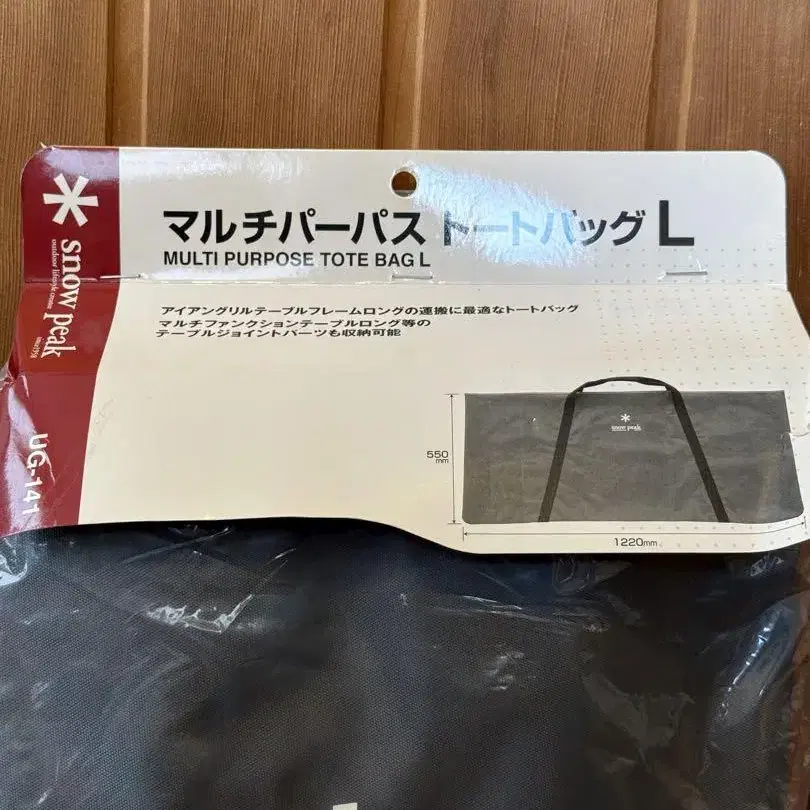 マルチパーパス トートバッグ L
MULTI PURPOSE TOTE BAG L
snow peak
outdoor lifestyle creator
since1958
UG-141
アイアングリルテーブルフレームロングの運搬に最適なトートバッグ
マルチファンクションテーブルロング等の
テーブルジョイントパーツも収納可能
snow peak
550
mm
1220mm